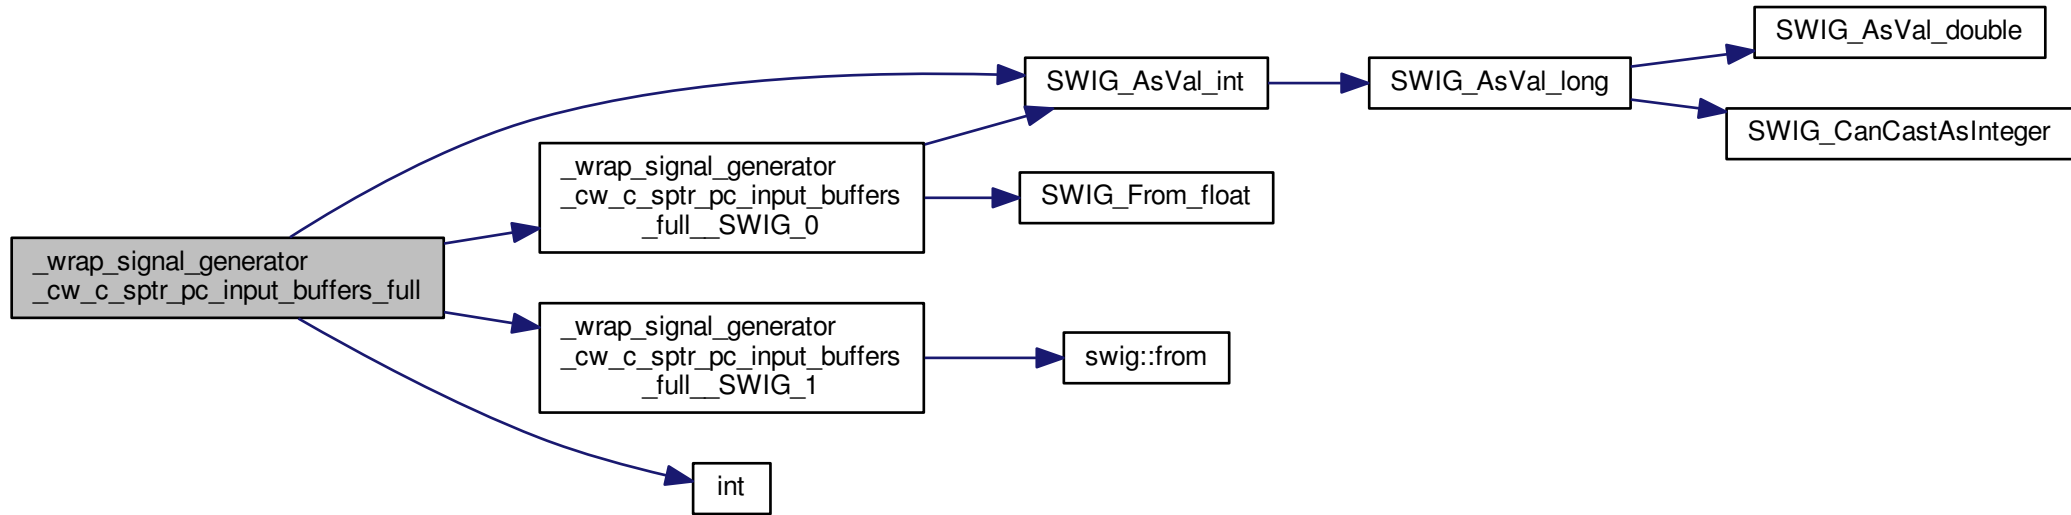 _wrap_signal_generator
_cw_c_sptr_pc_input_buffers_full
_wrap_signal_generator
_cw_c_sptr_pc_input_buffers
_full__SWIG_0
_wrap_signal_generator
_cw_c_sptr_pc_input_buffers
_full__SWIG_1
int
SWIG_AsVal_int
SWIG_From_float
swig::from
SWIG_AsVal_long
SWIG_AsVal_double
SWIG_CanCastAsInteger